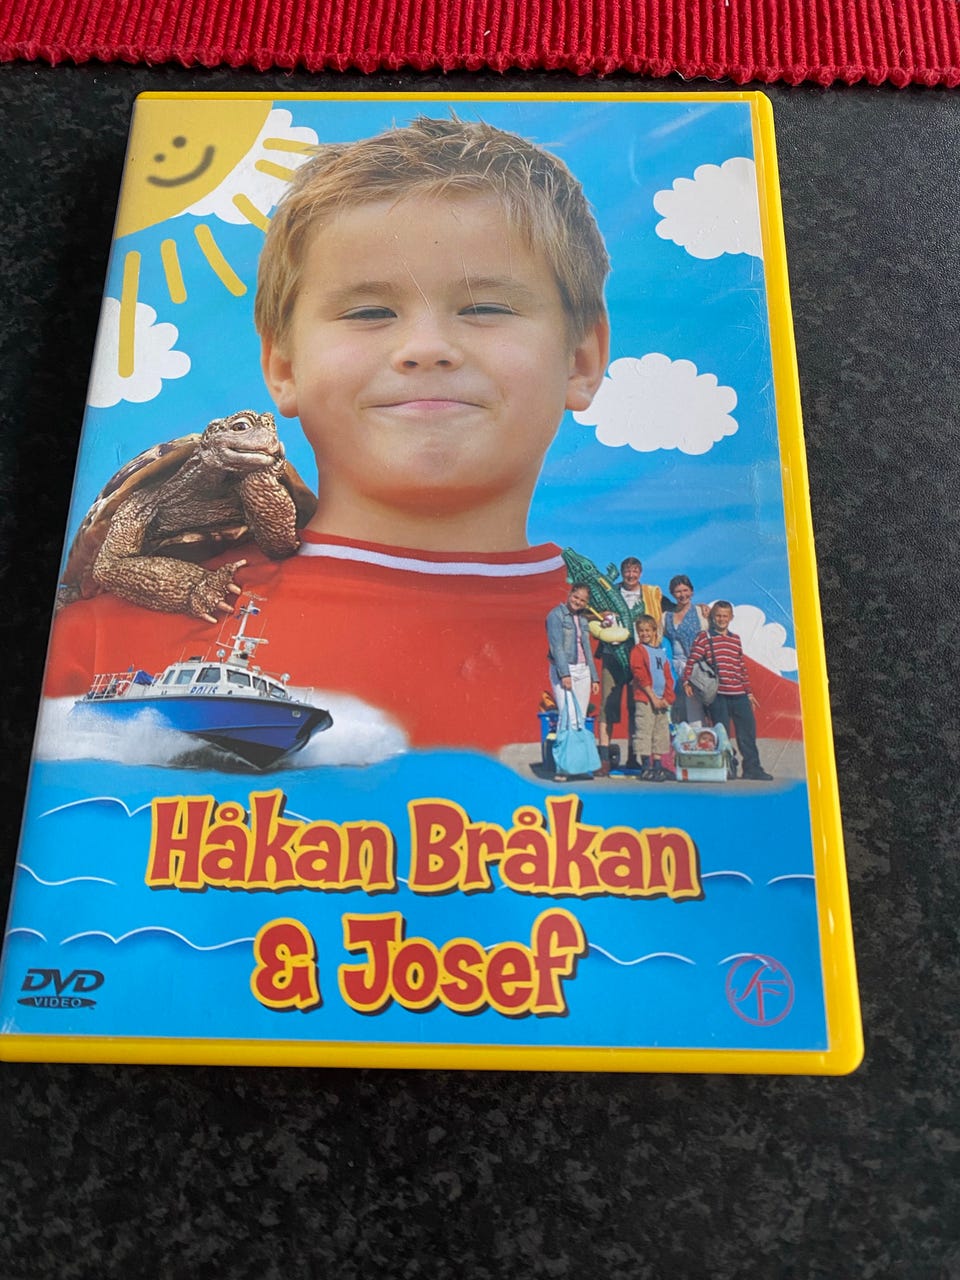 POLIS
Håkan Bråkan
& Josef
DVD
VIDEO
SF